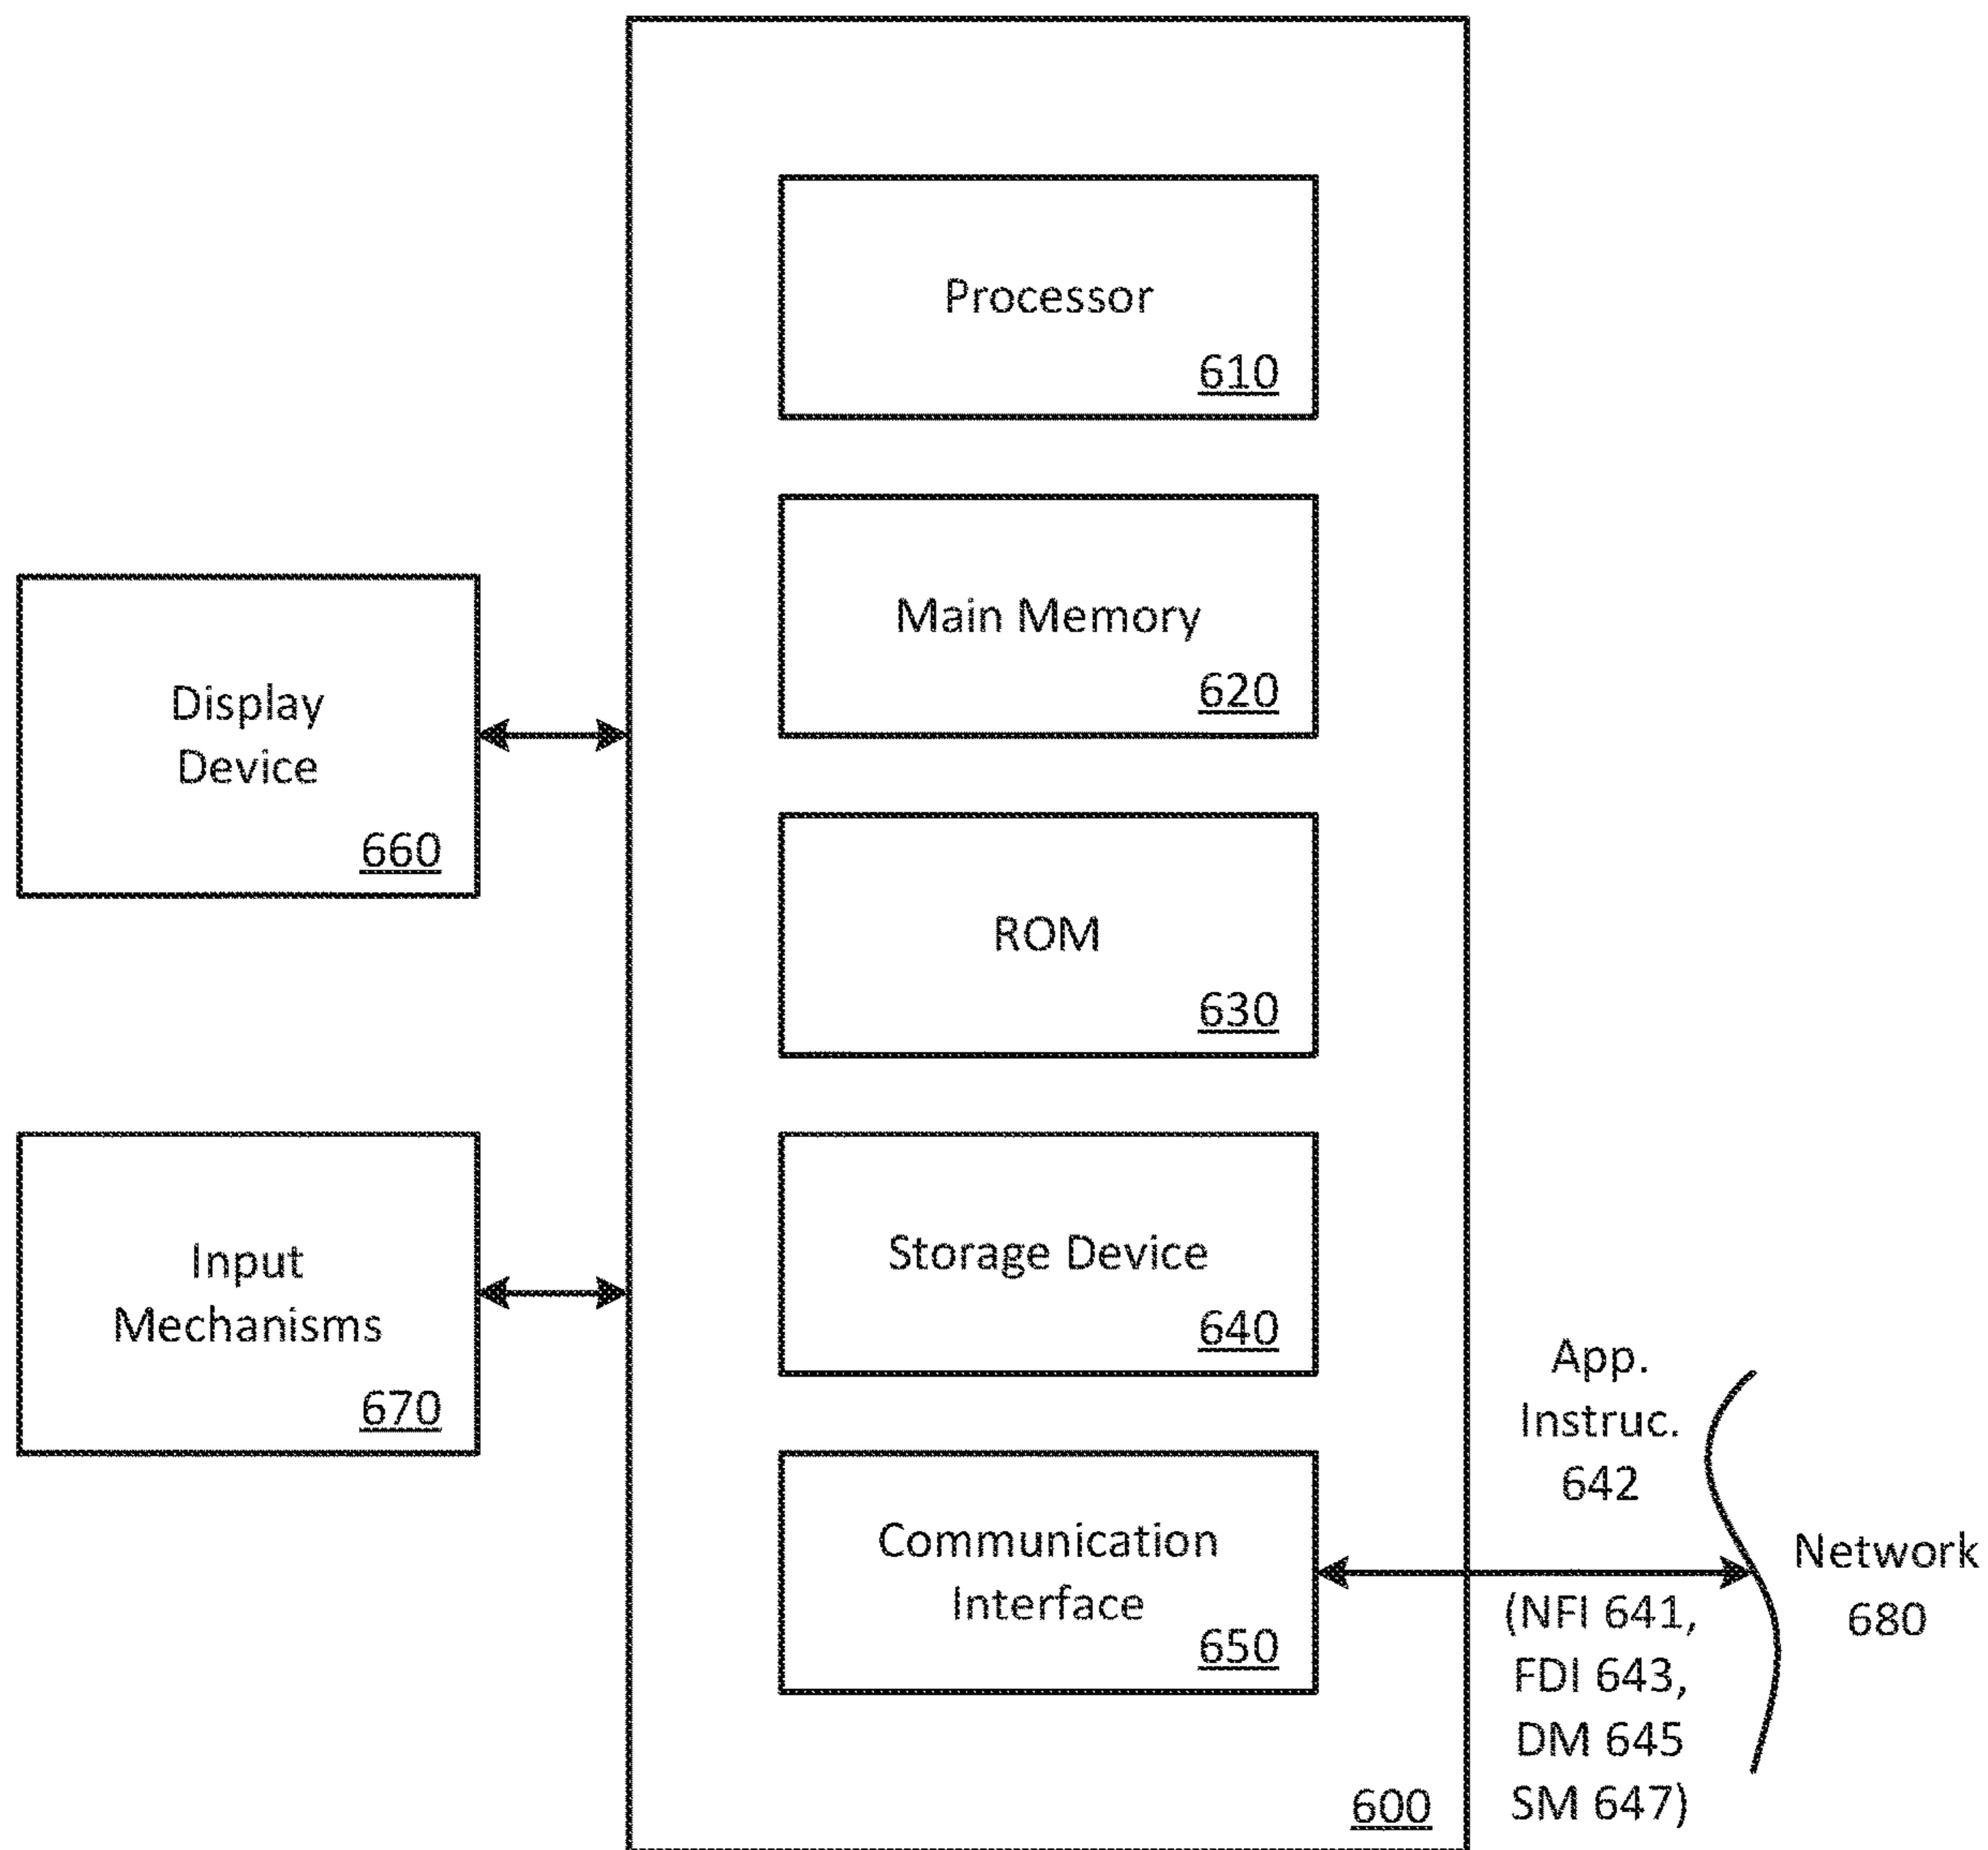 Processor
610
Main Memory
620
Display
Device
660
ROM
630
Input
Mechanisms
670
Storage Device
640
App.
Instruc.
642
Communication
Interface
650
Network
680
(NFI 641,
FDI 643,
DM 645
SM 647)
600